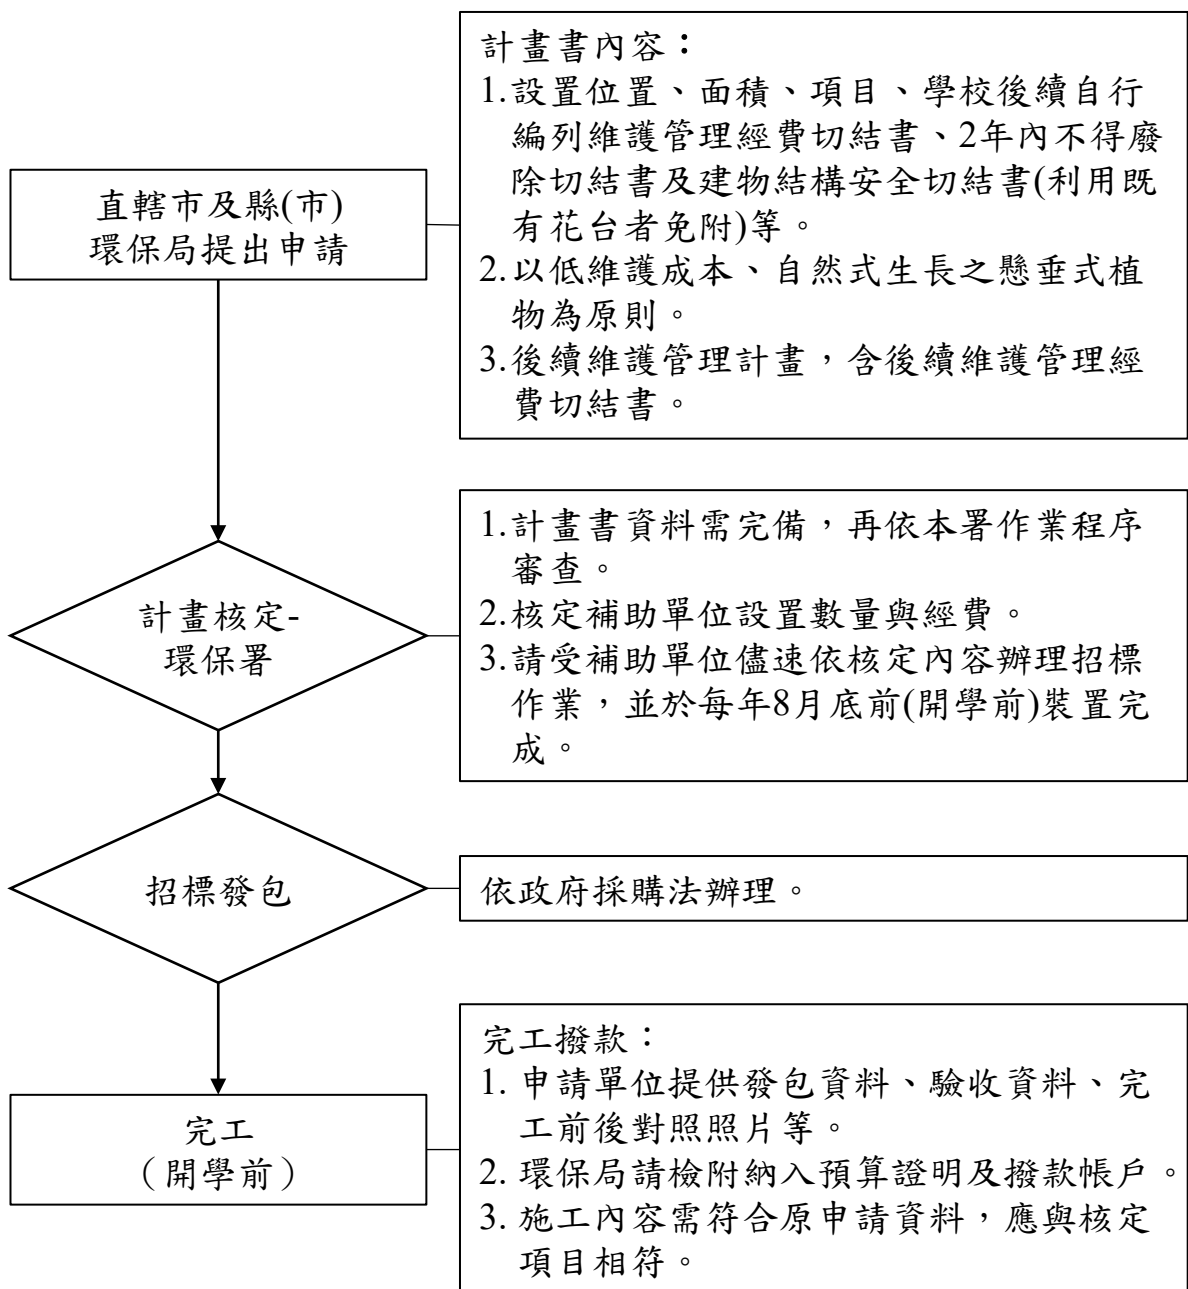 計畫書內容：
1.設置位置、面積、項目、學校後續自行
編列維護管理經費切結書、2年內不得廢
除切結書及建物結構安全切結書(利用既
有花台者免附)等。
2.以低維護成本、自然式生長之懸垂式植
物為原則。
3.後續維護管理計畫，含後續維護管理經
費切結書。
直轄市及縣(市)
環保局提出申請
1.計畫書資料需完備，再依本署作業程序
審查。
2.核定補助單位設置數量與經費。
3.請受補助單位儘速依核定內容辦理招標
作業，並於每年8月底前(開學前)裝置完
成。
計畫核定-
環保署
招標發包
依政府採購法辦理。
完工撥款：
1. 申請單位提供發包資料、驗收資料、完
工前後對照照片等。
2. 環保局請檢附納入預算證明及撥款帳戶。
3. 施工內容需符合原申請資料，應與核定
項目相符。
完工
（開學前）